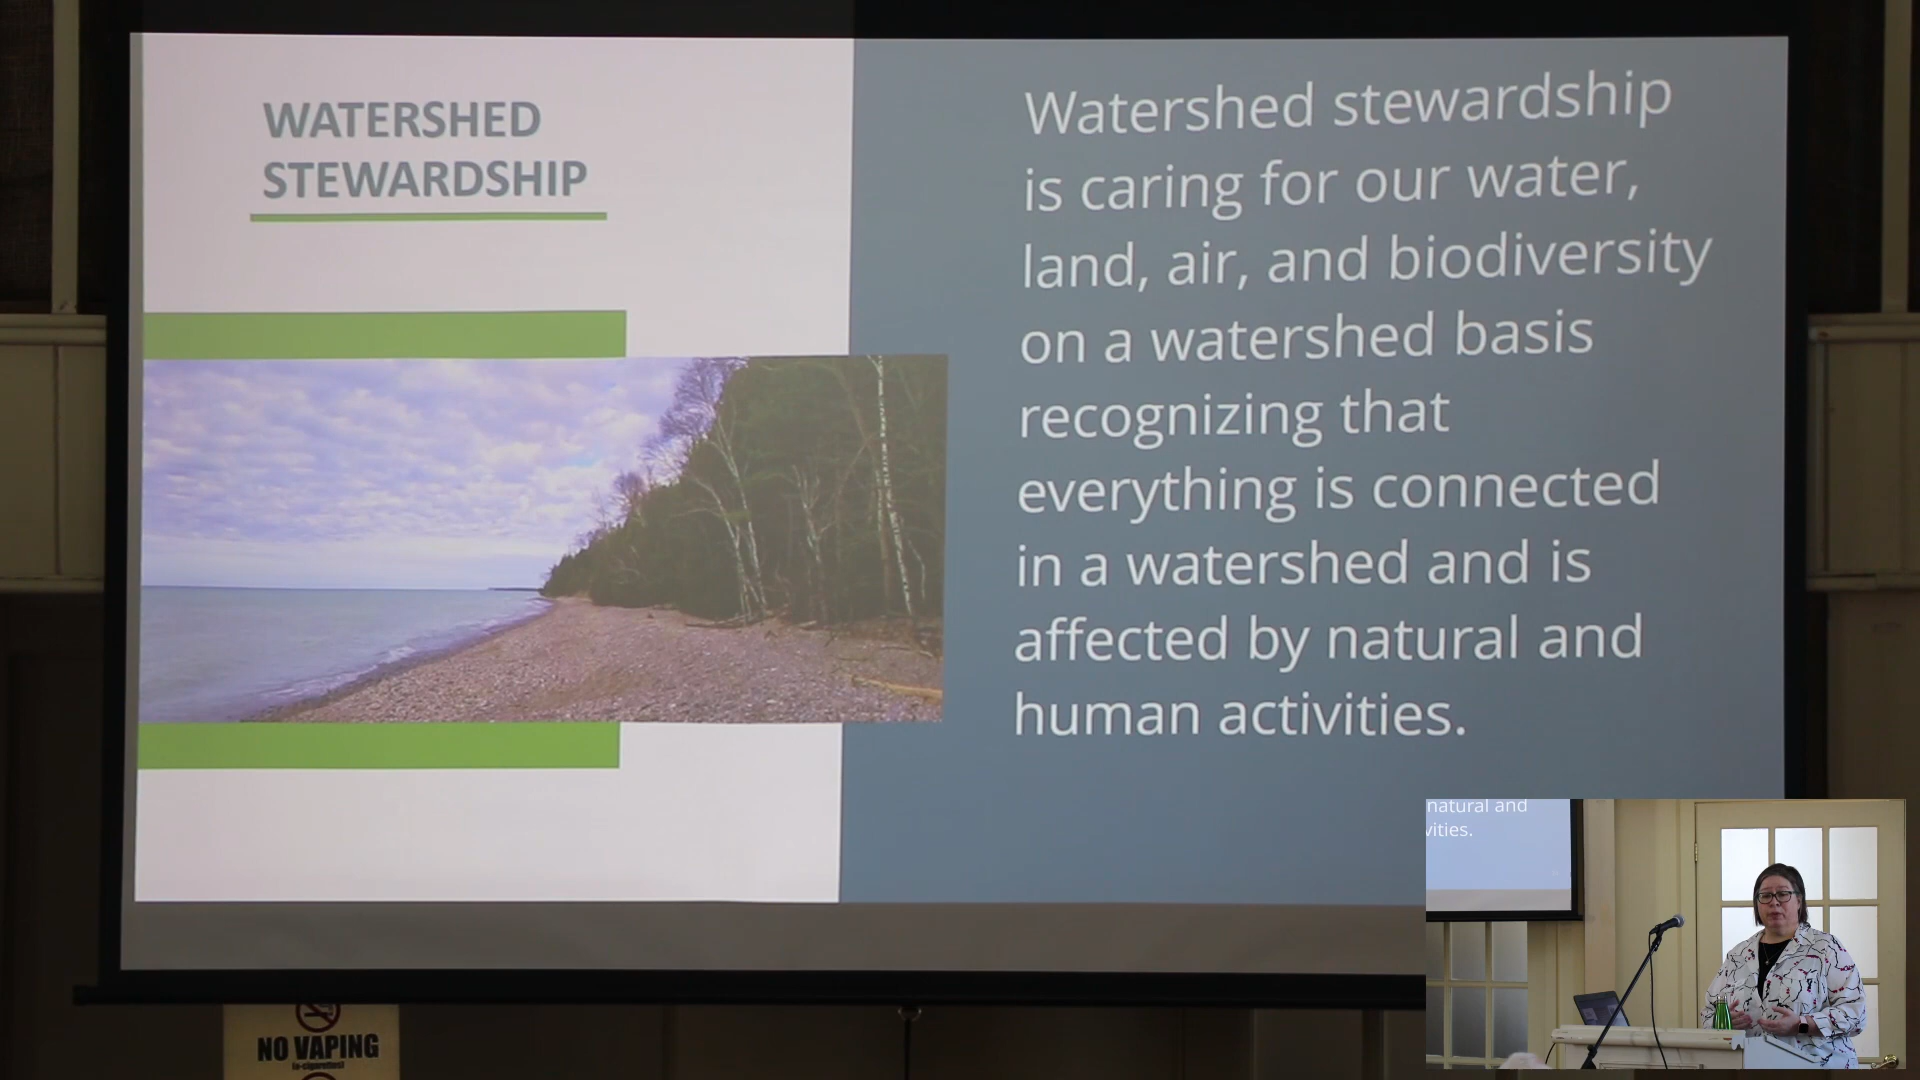 WATERSHED
STEWARDSHIP
Watershed stewardship
is caring for our water,
land, air, and biodiversity
on a watershed basis
recognizing that
everything is connected
in a watershed and is
affected by natural and
human activities.
natural and
vities.
NO VAPING
(e-cigarettes)